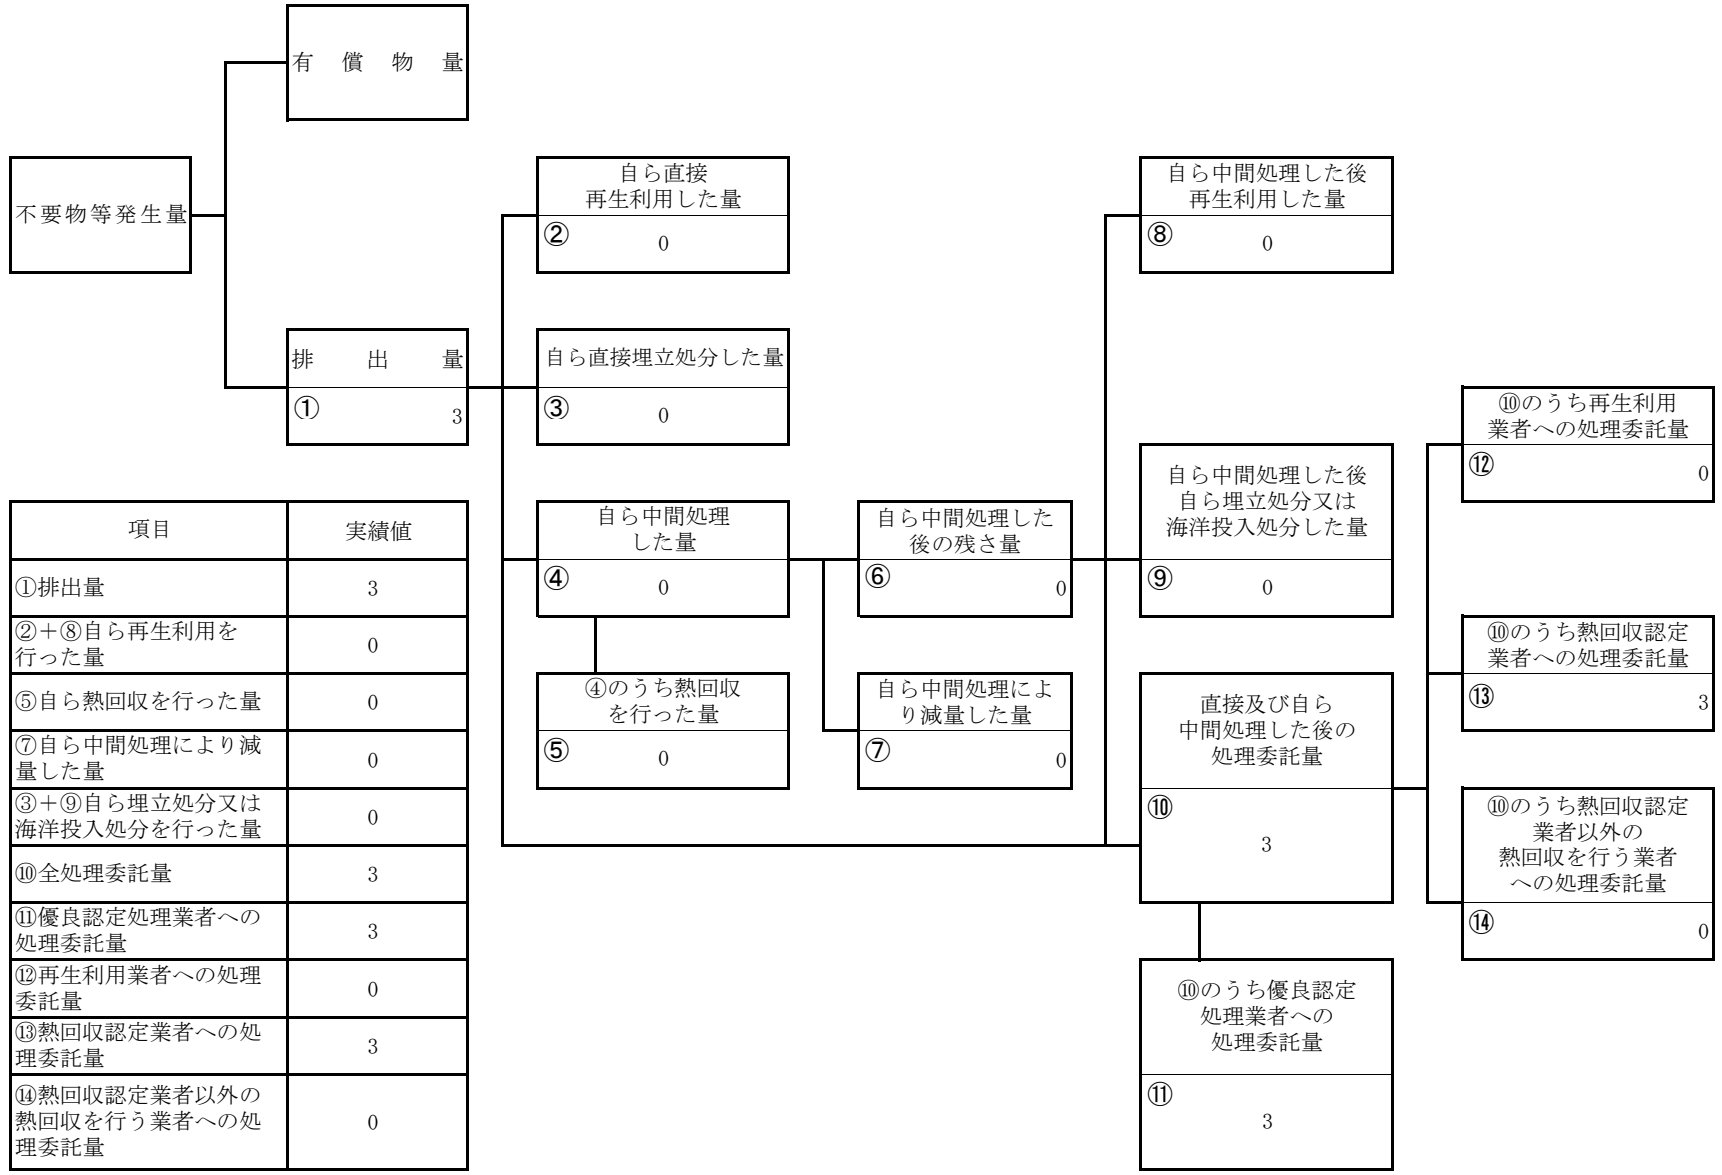 有償物量
不要物等発生量
排出量
①
3
自ら直接
再生利用した量
②
0
自ら直接埋立処分した量
③
0
自ら中間処理
した量
④
0
④のうち熱回収
を行った量
⑤
0
自ら中間処理した
後の残さ量
⑥
0
自ら中間処理によ
り減量した量
⑦
0
自ら中間処理した後
再生利用した量
⑧
0
自ら中間処理した後
自ら埋立処分又は
海洋投入処分した量
⑨
0
直接及び自ら
中間処理した後の
処理委託量
⑩
3
⑩のうち優良認定
処理業者への
処理委託量
⑪
3
⑩のうち再生利用
業者への処理委託量
⑫
0
⑩のうち熱回収認定
業者への処理委託量
⑬
3
⑩のうち熱回収認定
業者以外の
熱回収を行う業者
への処理委託量
⑭
0
項目 実績値
①排出量 3
②＋⑧自ら再生利用を
行った量
0
⑤自ら熱回収を行った量 0
⑦自ら中間処理により減
量した量
0
③＋⑨自ら埋立処分又は
海洋投入処分を行った量
0
⑩全処理委託量 3
⑪優良認定処理業者への
処理委託量
3
⑫再生利用業者への処理
委託量
0
⑬熱回収認定業者への処
理委託量
3
⑭熱回収認定業者以外の
熱回収を行う業者への処
理委託量
0